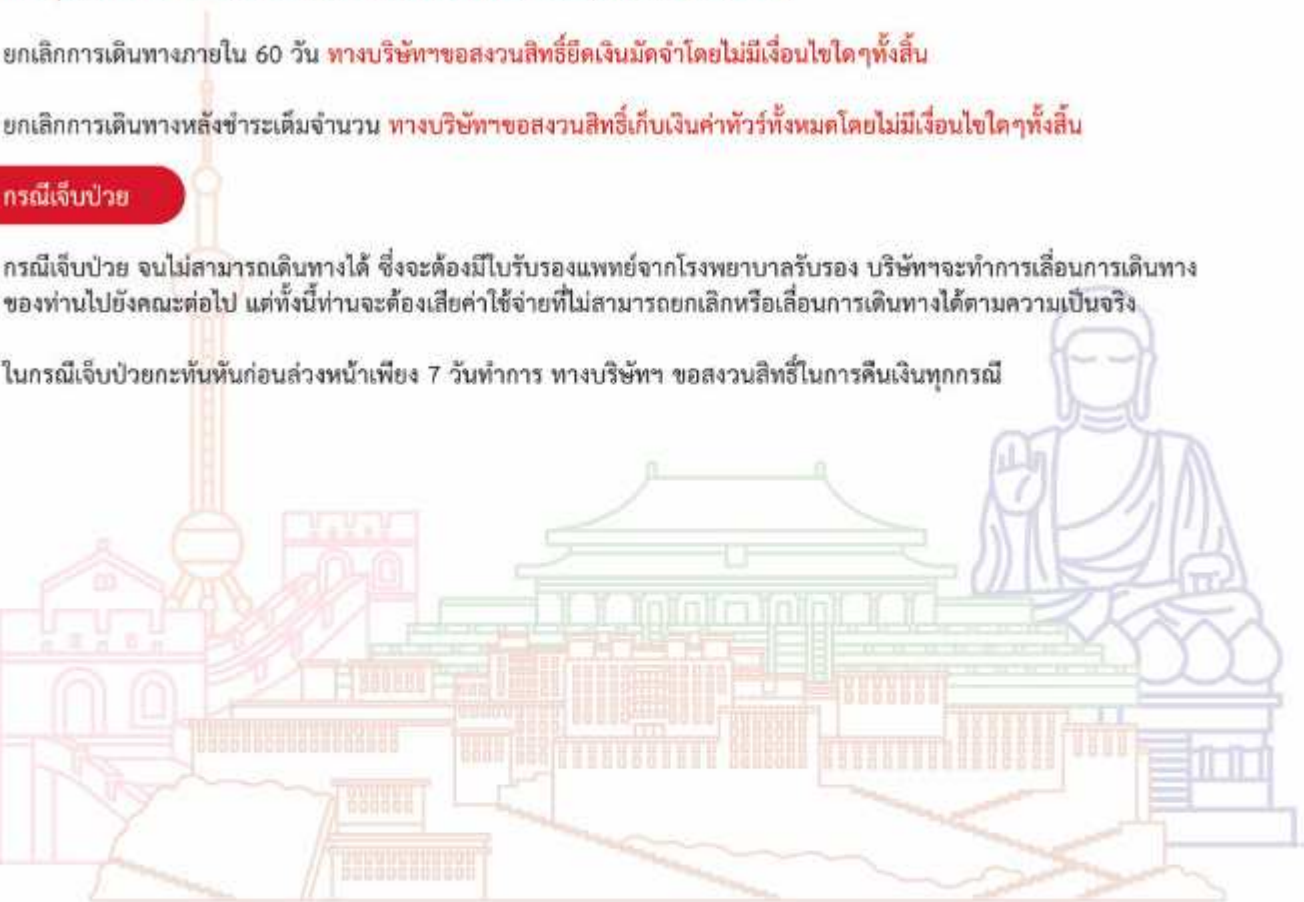 ยกเลิกการเดินทางภายใน 60 วัน ทางบริษัทฯขอสงวนสิทธิ์ยึดเงินมัดจำโดยไม่มีเงื่อนไขใดๆทั้งสิ้น
ยกเลิกการเดินทางหลังชำระเต็มจำนวน ทางบริษัทฯขอสงวนสิทธิ์เก็บเงินค่าทัวร์ทั้งหมดโดยไม่มีเงื่อนไขใดๆทั้งสิ้น
กรณีเจ็บป่วย
กรณีเจ็บป่วย จนไม่สามารถเดินทางได้ ซึ่งจะต้องมีใบรับรองแพทย์จากโรงพยาบาลรับรอง บริษัทฯจะทำการเลื่อนการเดินทาง
ของท่านไปยังคณะต่อไป แต่ทั้งนี้ท่านจะต้องเสียค่าใช้จ่ายที่ไม่สามารถยกเลิกหรือเลื่อนการเดินทางได้ตามความเป็นจริง
ในกรณีเจ็บป่วยกะทันหันก่อนล่วงหน้าเพียง 7 วันทำการ ทางบริษัทฯ ขอสงวนสิทธิ์ในการคืนเงินทุกกรณี